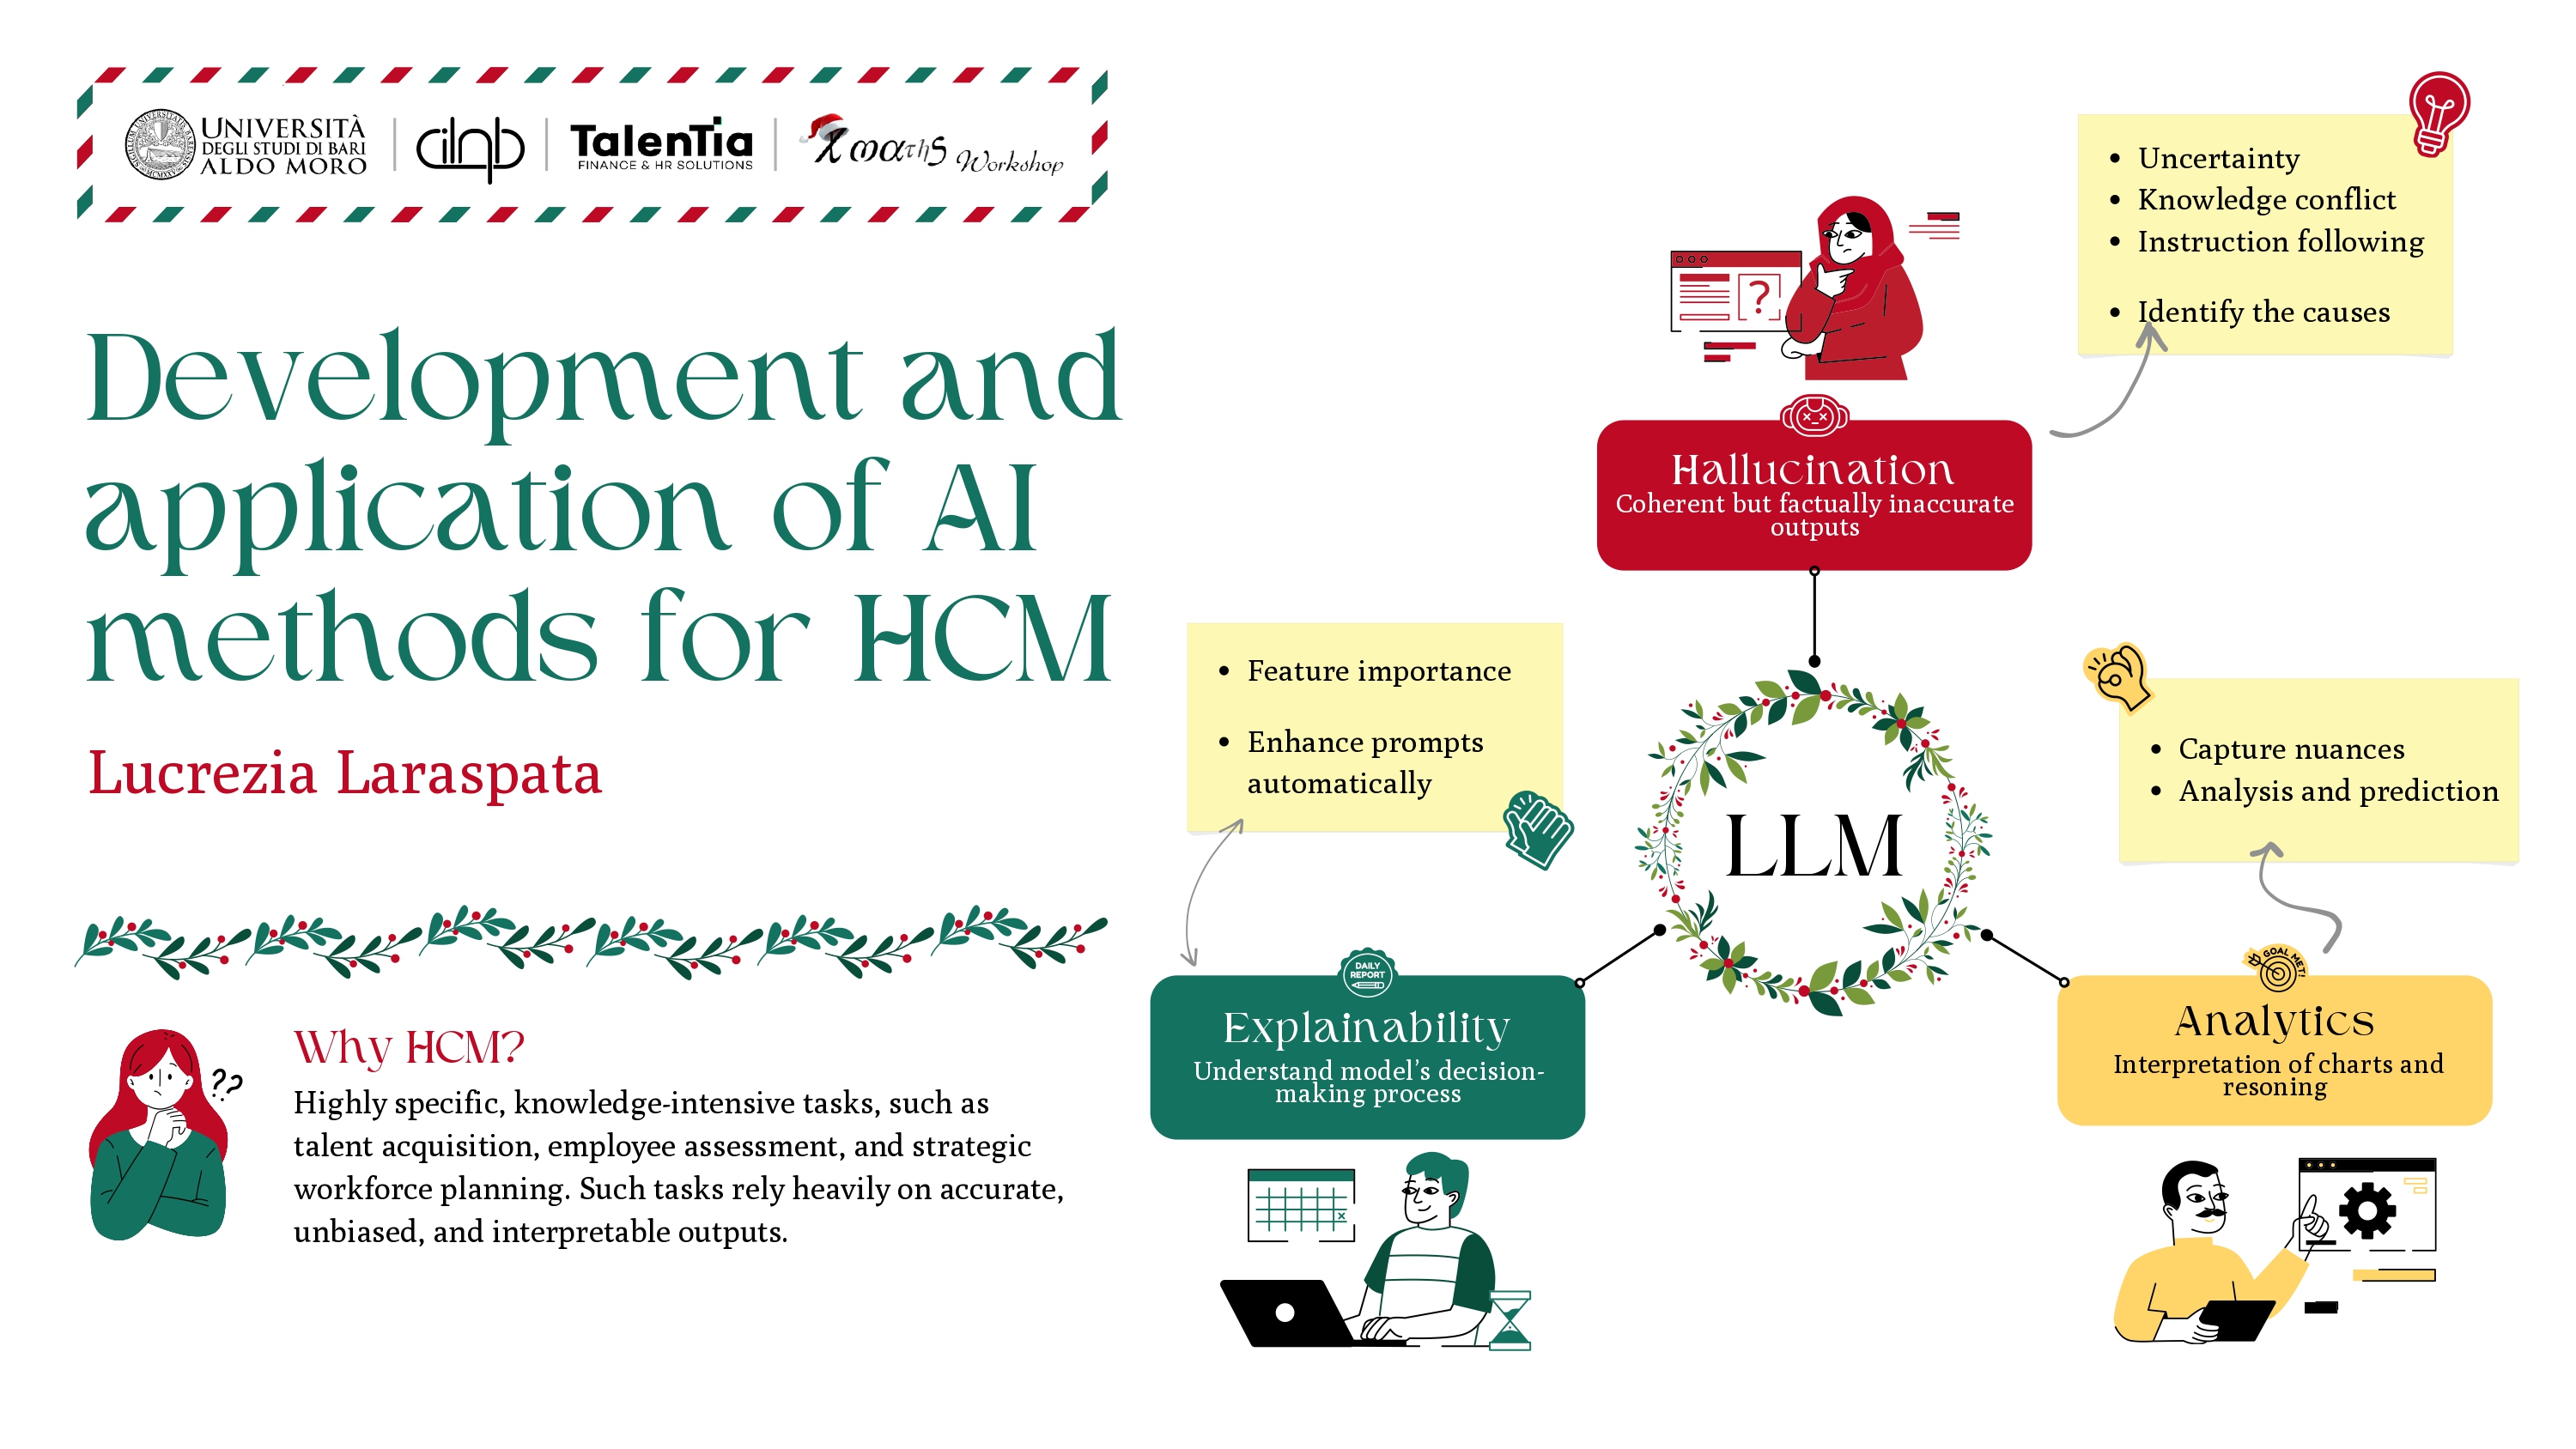 UNIVERSITÀ
DEGLI STUDI DI BARI
ALDO MORO
cilab
Talentia
FINANCE & HR SOLUTIONS
χ maths Workshop
Development and
application of AI
methods for HCM
Lucrezia Laraspata
Why HCM?
Highly specific, knowledge-intensive tasks, such as
talent acquisition, employee assessment, and strategic
workforce planning. Such tasks rely heavily on accurate,
unbiased, and interpretable outputs.
??
• Uncertainty
• Knowledge conflict
• Instruction following
• Identify the causes
?
Hallucination
Coherent but factually inaccurate
outputs
• Feature importance
• Enhance prompts
automatically
LLM
• Capture nuances
• Analysis and prediction
DAILY
REPORT
Explainability
Understand model's decision-
making process
GOAL MET!
Analytics
Interpretation of charts and
resoning